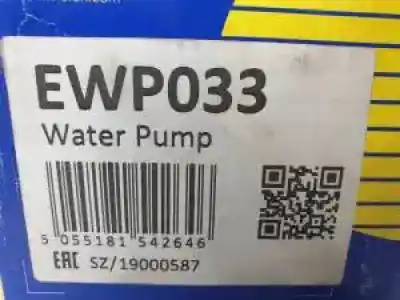 EWP033
Water Pump
5 055181 542646
EAC SZ/19000587